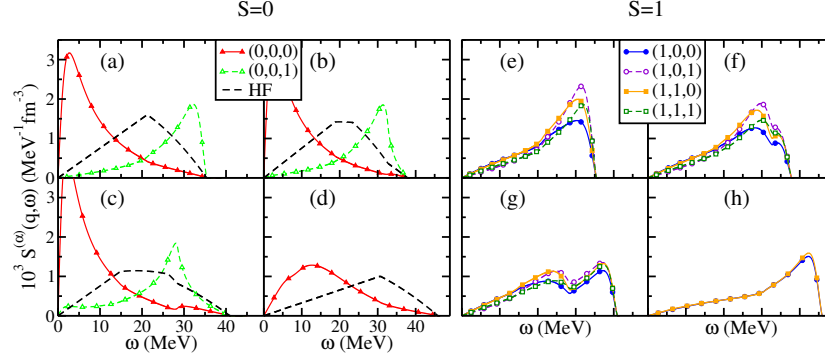 S=0
S=1
(a)
(0,0,0)
(0,0,1)
HF
(b)
(e)
(1,0,0)
(1,0,1)
(1,1,0)
(1,1,1)
(f)
3
2
1
0
10³ S^(α)(q,ω) (MeV⁻¹fm⁻³)
(c)
(d)
(g)
(h)
3
2
1
0
0 10 20 30 40
0 10 20 30 40
ω (MeV)
ω (MeV)
ω (MeV)
ω (MeV)